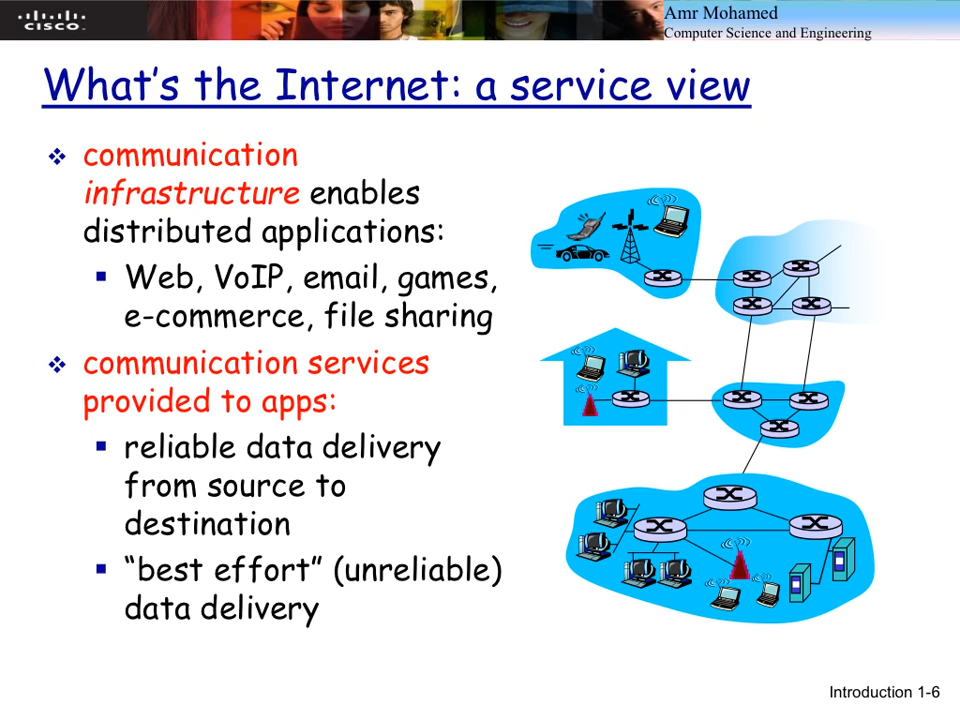 CISCO
Amr Mohamed
Computer Science and Engineering
What's the Internet: a service view
communication
infrastructure enables
distributed applications:
Web, VoIP, email, games,
e-commerce, file sharing
communication services
provided to apps:
reliable data delivery
from source to
destination
“best effort” (unreliable)
data delivery
Introduction 1-6